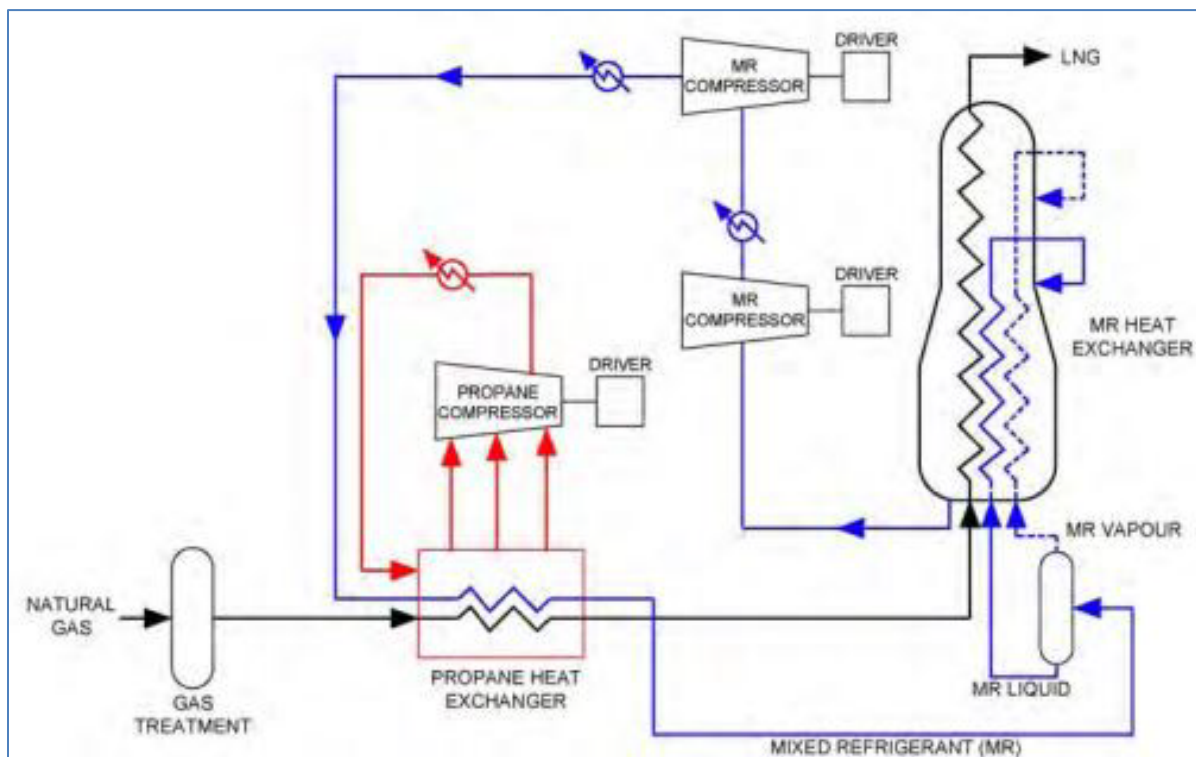 DRIVER
MR
COMPRESSOR
LNG
DRIVER
MR
COMPRESSOR
MR HEAT
EXCHANGER
DRIVER
PROPANE
COMPRESSOR
MR VAPOUR
NATURAL
GAS
GAS
TREATMENT
PROPANE HEAT
EXCHANGER
MR LIQUID
MIXED REFRIGERANT (MR)